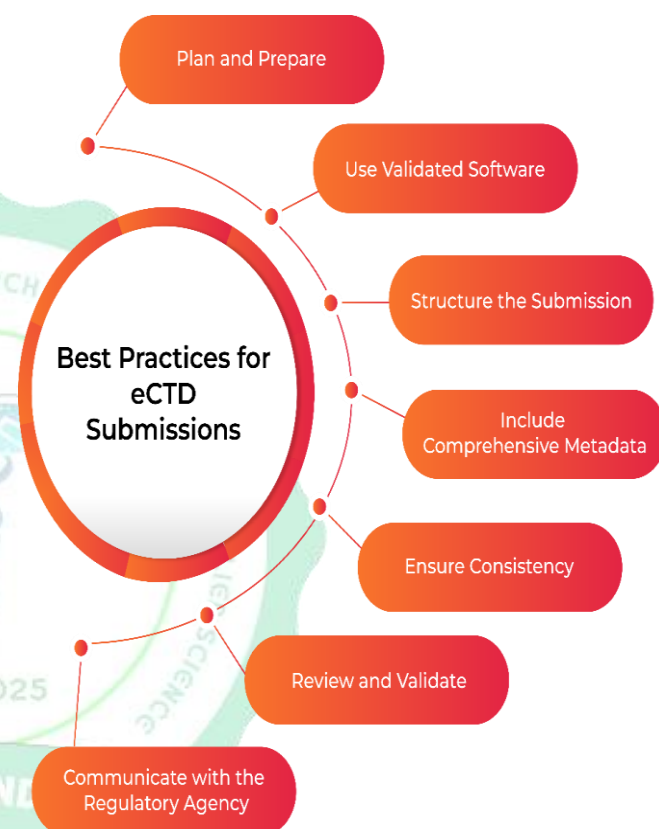 Plan and Prepare
Use Validated Software
Structure the Submission
Best Practices for
eCTD
Submissions
Include
Comprehensive Metadata
Ensure Consistency
Review and Validate
Communicate with the
Regulatory Agency
SCIENCE